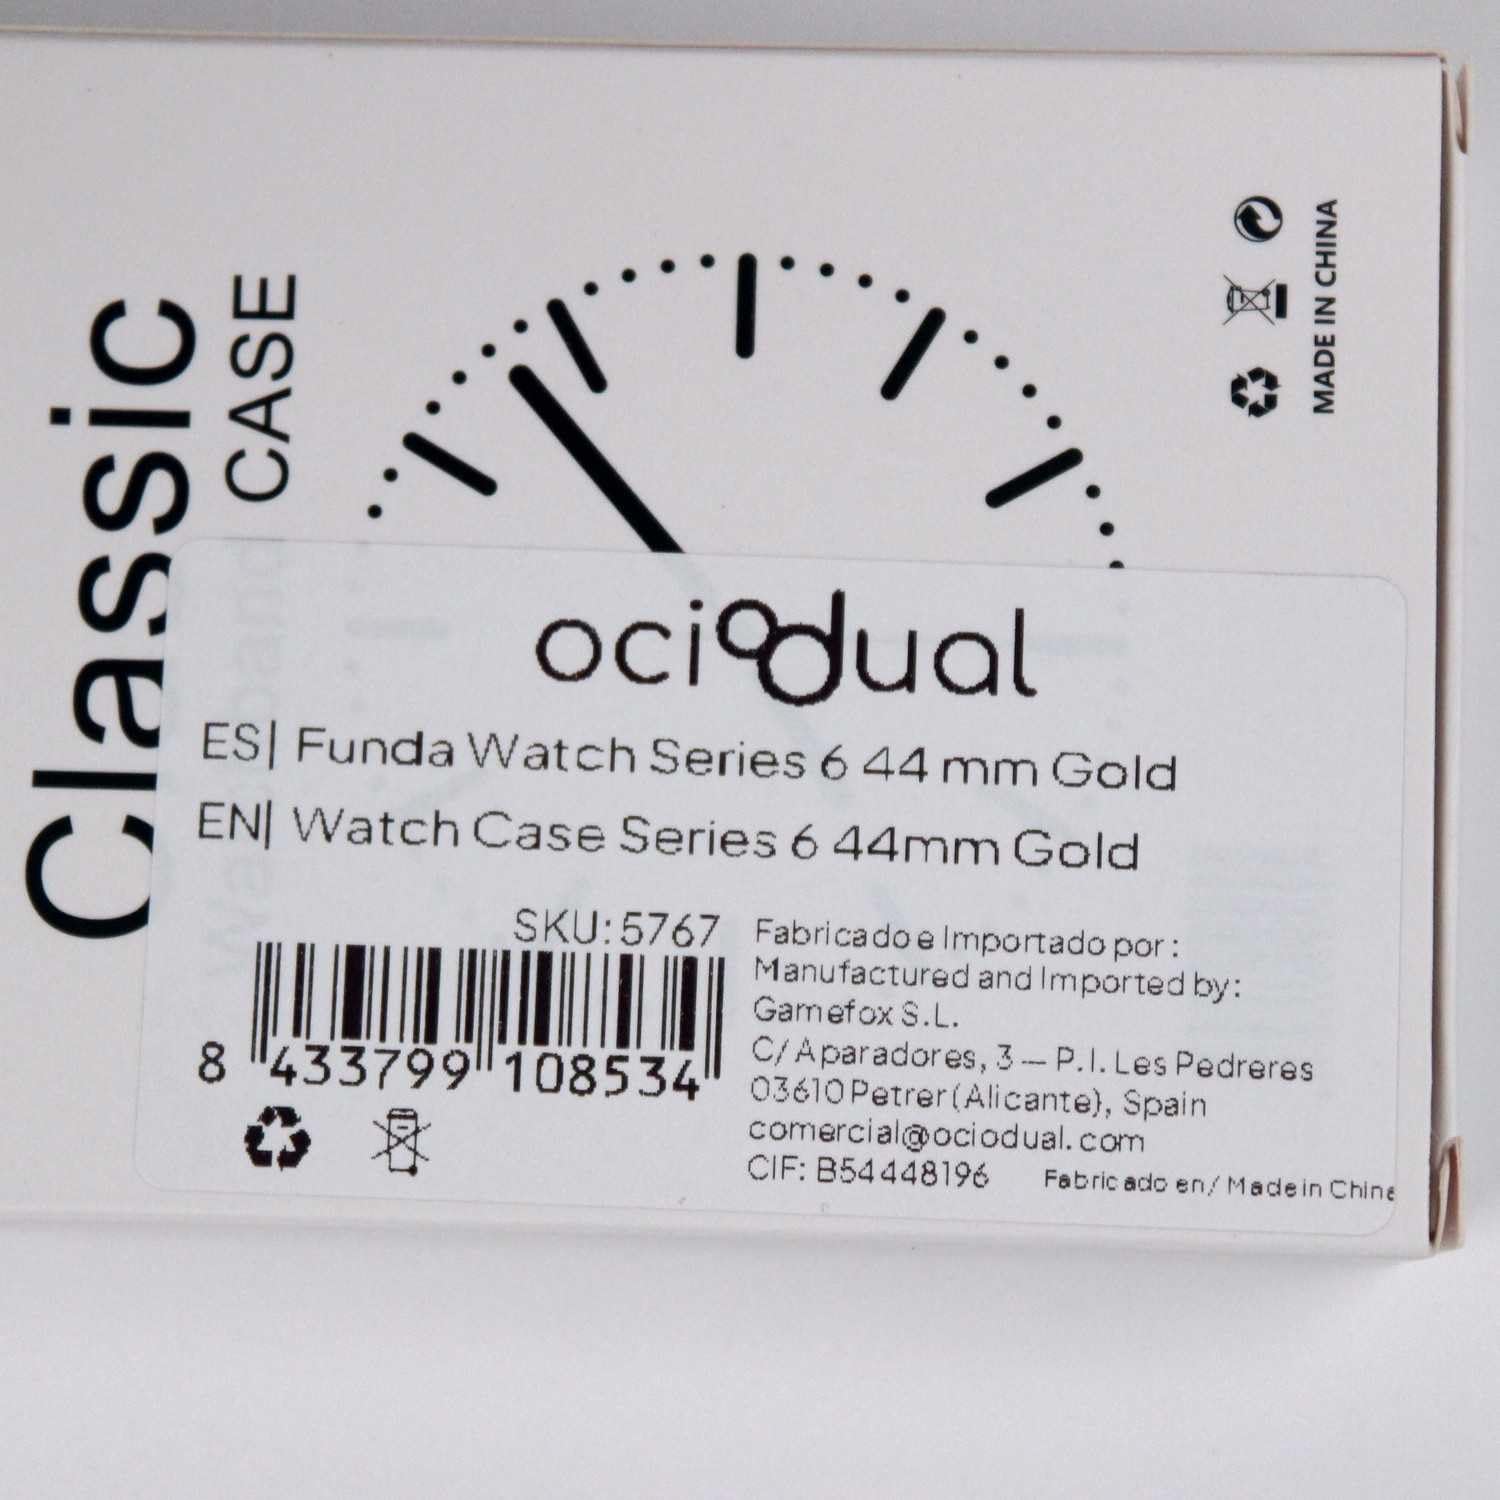 Classic
CASE
MADE IN CHINA
ociodual
ES| Funda Watch Series 6 44 mm Gold
EN| Watch Case Series 6 44mm Gold
SKU: 5767
8 433799 108534
Fabricado e Importado por:
Manufactured and Imported by:
Gamefox S.L.
C/ Aparadores, 3 – P.I. Les Pedreres
03610 Petrer (Alicante), Spain
comercial@ociodual.com
CIF: B54448196
Fabricado en/ Made in China